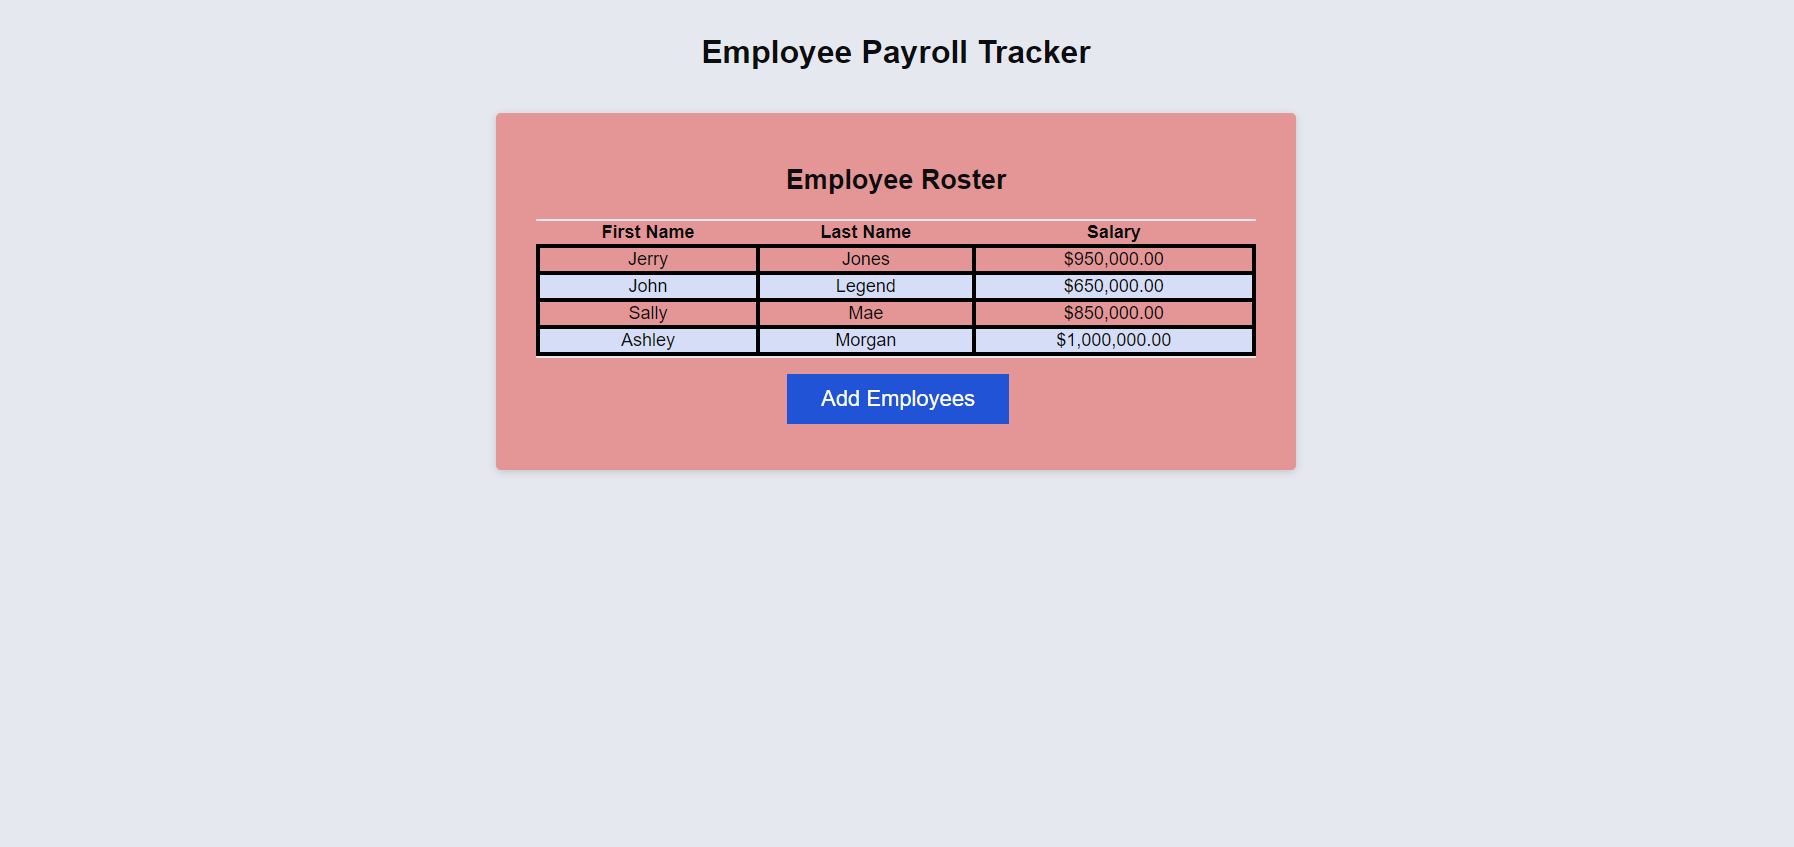 Employee Payroll Tracker
Employee Roster
First Name Last Name Salary
Jerry Jones $950,000.00
John Legend $650,000.00
Sally Mae $850,000.00
Ashley Morgan $1,000,000.00
Add Employees